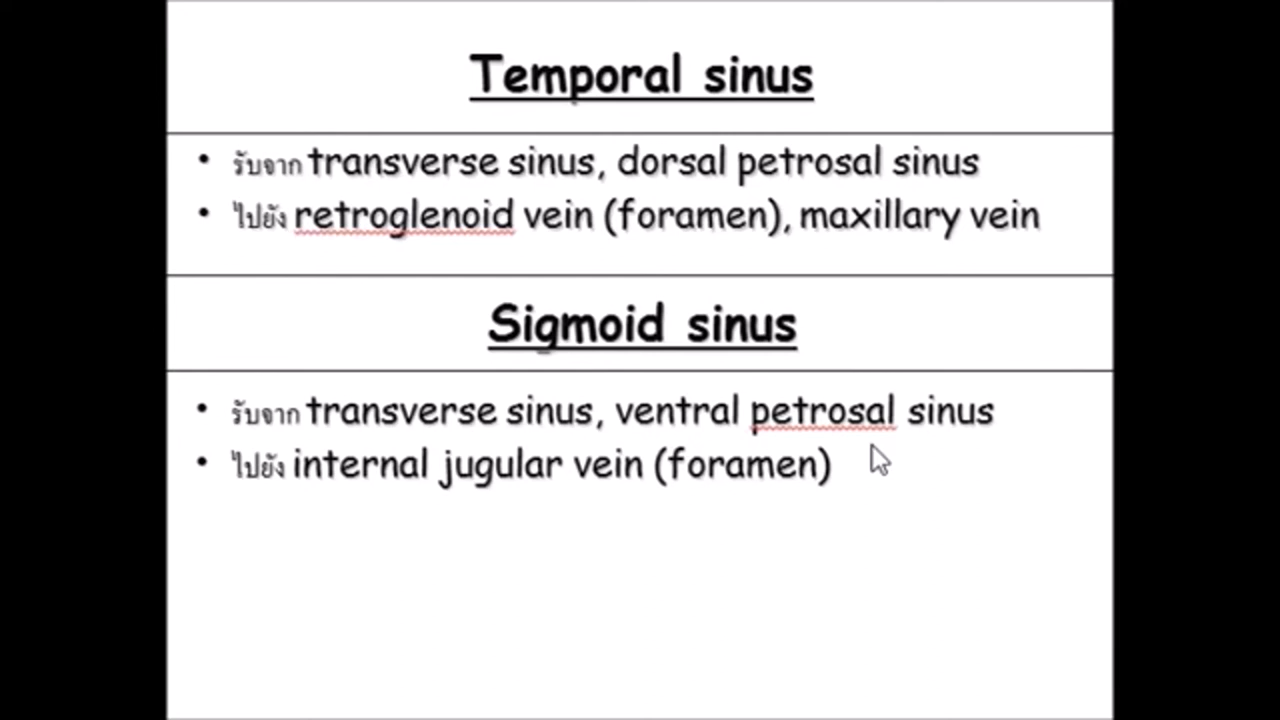 Temporal sinus
• รับจาก transverse sinus, dorsal petrosal sinus
• ไปยัง retroglenoid vein (foramen), maxillary vein
Sigmoid sinus
• รับจาก transverse sinus, ventral petrosal sinus
• ไปยัง internal jugular vein (foramen)